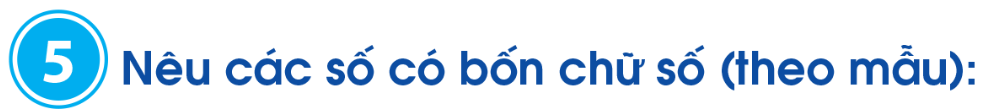 5 Nêu các số có bốn chữ số (theo mẫu):